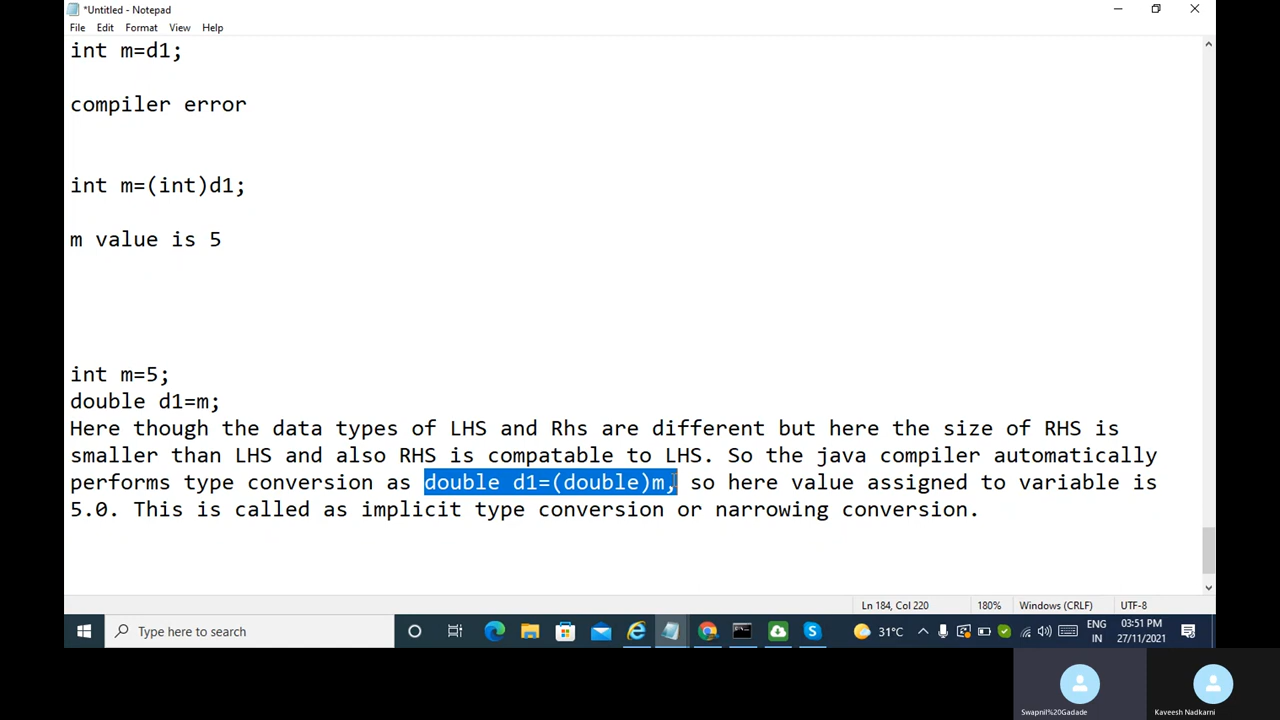 *Untitled - Notepad
File Edit Format View Help
int m=d1;
compiler error
int m=(int)d1;
m value is 5
int m=5;
double d1=m;
Here though the data types of LHS and Rhs are different but here the size of RHS is
smaller than LHS and also RHS is compatable to LHS. So the java compiler automatically
performs type conversion as double d1=(double)m, so here value assigned to variable is
5.0. This is called as implicit type conversion or narrowing conversion.
Ln 184, Col 220 180% Windows (CRLF) UTF-8
Type here to search 31°C ENG 03:51 PM
IN 27/11/2021
Swapnil%20Gadade Kaveesh Nadkarni